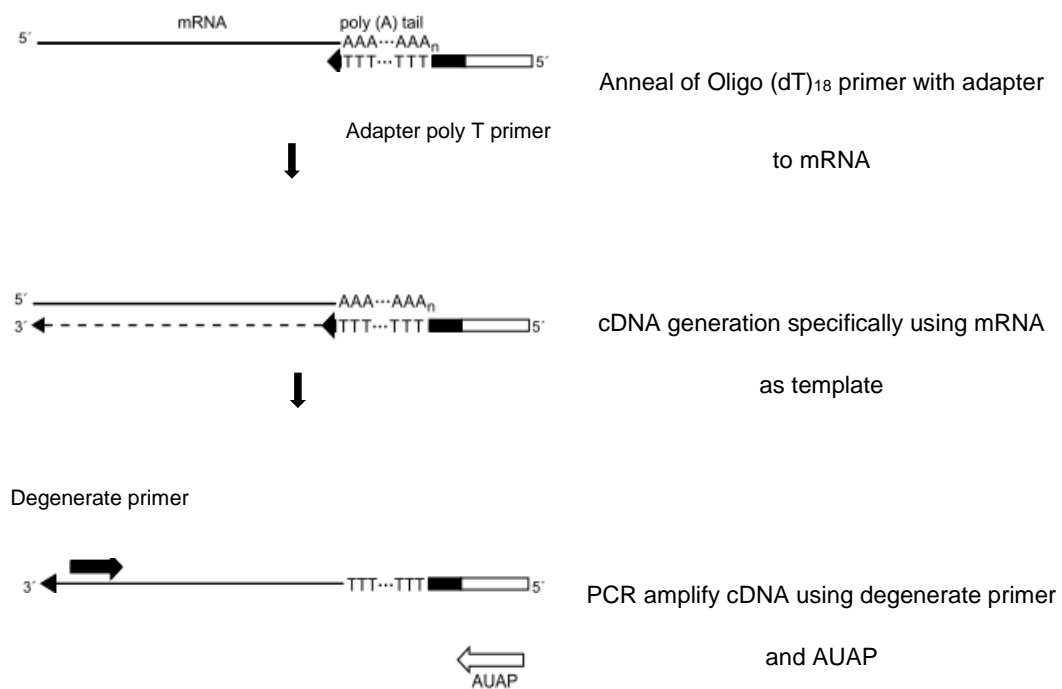 mRNA poly (A) tail
5´ AAA···AAAn
TTT···TTT 5´
Anneal of Oligo (dT)18 primer with adapter
Adapter poly T primer
to mRNA
5´ AAA···AAAn
3´ TTT···TTT 5´
cDNA generation specifically using mRNA
as template
Degenerate primer
3´ TTT···TTT 5´
PCR amplify cDNA using degenerate primer
and AUAP
AUAP